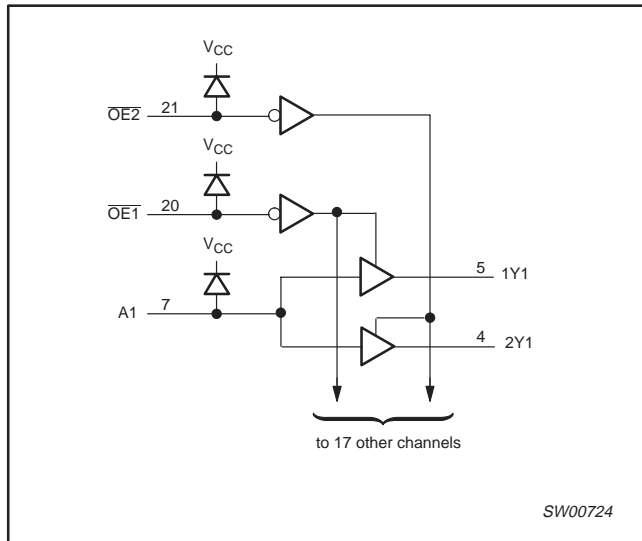 VCC
OE2 21
VCC
OE1 20
VCC
5 1Y1
A1 7
4 2Y1
to 17 other channels
SW00724